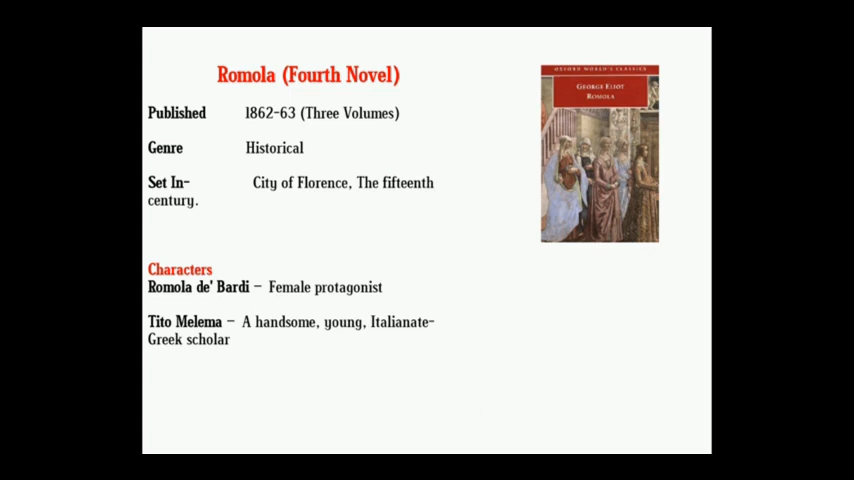 Romola (Fourth Novel)
Published 1862-63 (Three Volumes)
Genre Historical
Set In- City of Florence, The fifteenth
century.
Characters
Romola de' Bardi - Female protagonist
Tito Melema - A handsome, young, Italianate-
Greek scholar
OXFORD WORLD'S CLASSICS
GEORGE ELIOT
ROMOLA